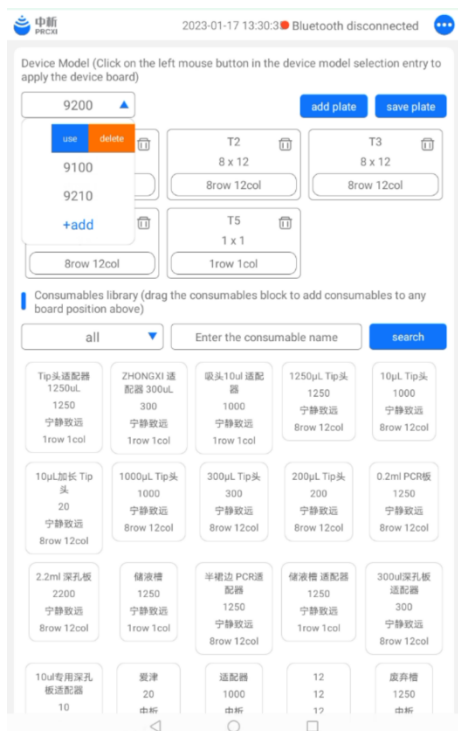 中析
PRCXI
2023-01-17 13:30:3
Bluetooth disconnected
Device Model (Click on the left mouse button in the device model selection entry to
apply the device board)
9200
add plate
save plate
use
delete
9100
9210
+add
T2
8 x 12
8row 12col
T3
8 x 12
8row 12col
8row 12col
T5
1 x 1
1row 1col
Consumables library (drag the consumables block to add consumables to any
board position above)
all
Enter the consumable name
search
Tip头适配器
1250uL
1250
宁静致远
1row 1col
ZHONGXI 适
配器 300uL
300
宁静致远
1row 1col
吸头10ul 适配
器
1000
宁静致远
1row 1col
1250μL Tip头
1250
宁静致远
8row 12col
10μL Tip头
1000
宁静致远
8row 12col
10μL加长 Tip
头
20
宁静致远
8row 12col
1000μL Tip头
1000
宁静致远
8row 12col
300μL Tip头
300
宁静致远
8row 12col
200μL Tip头
200
宁静致远
8row 12col
0.2ml PCR板
1250
宁静致远
8row 12col
2.2ml 深孔板
2200
宁静致远
8row 12col
储液槽
1250
宁静致远
1row 1col
半裙边 PCR适
配器
1250
宁静致远
8row 12col
储液槽 适配器
1250
宁静致远
1row 1col
300ul深孔板
适配器
300
宁静致远
8row 12col
10ul专用深孔
板适配器
10
爱津
20
中析
适配器
1000
中析
12
12
12
废弃槽
1250
中析